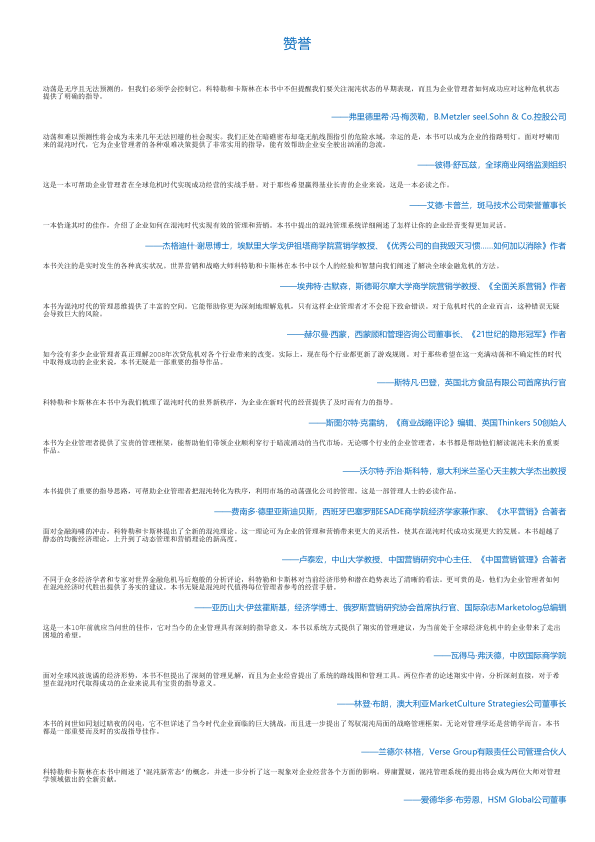 赞誉
动荡是无序且无法预测的，但我们必须学会控制它。科特勒和卡斯林在本书中不但提醒我们要关注混沌状态的早期表现，而且为企业管理者如何成功应对这种危机状态
提供了明确的指导。
——弗里德里希·冯·梅茨勒，B.Metzler seel.Sohn & Co.控股公司
动荡和难以预测性将会成为未来几年无法回避的社会现实。我们正处在暗礁密布却毫无航线图指引的危险水域，幸运的是，本书可以成为企业的指路明灯。面对呼啸而
来的混沌时代，它为企业管理者的各种艰难决策提供了非常实用的指导，能有效帮助企业安全驶出汹涌的急流。
——彼得·舒瓦兹，全球商业网络监测组织
这是一本可帮助企业管理者在全球危机时代实现成功经营的实战手册。对于那些希望赢得基业长青的企业来说，这是一本必读之作。
——艾德·卡普兰，斑马技术公司荣誉董事长
一本恰逢其时的佳作，介绍了企业如何在混沌时代实现有效的管理和营销。本书中提出的混沌管理系统详细阐述了怎样让你的企业经营变得更加灵活。
——杰格迪什·谢恩博士，埃默里大学戈伊祖塔商学院营销学教授、《优秀公司的自我毁灭习惯……如何加以消除》作者
本书关注的是实时发生的各种真实状况。世界营销和战略大师科特勒和卡斯林在本书中以个人的经验和智慧向我们阐述了解决全球金融危机的方法。
——埃弗特·古默森，斯德哥尔摩大学商学院营销学教授、《全面关系营销》作者
本书为混沌时代的管理思维提供了丰富的空间。它能帮助你更为深刻地理解危机，只有这样企业管理者才不会犯下致命错误。对于危机时代的企业而言，这种错误无疑
会导致巨大的风险。
——赫尔曼·西蒙，西蒙顾和管理咨询公司董事长、《21世纪的隐形冠军》作者
如今没有多少企业管理者真正理解2008年次贷危机对各个行业带来的改变。实际上，现在每个行业都更新了游戏规则。对于那些希望在这一充满动荡和不确定性的时代
中取得成功的企业来说，本书无疑是一部重要的指导作品。
——斯特凡·巴登，英国北方食品有限公司首席执行官
科特勒和卡斯林在本书中为我们梳理了混沌时代的世界新秩序，为企业在新时代的经营提供了及时而有力的指导。
——斯图尔特·克雷纳，《商业战略评论》编辑、英国Thinkers 50创始人
本书为企业管理者提供了宝贵的管理框架，能帮助他们带领企业顺利穿行于暗流涌动的当代市场。无论哪个行业的企业管理者，本书都是帮助他们解读混沌未来的重要
作品。
——沃尔特·乔治·斯科特，意大利米兰圣心天主教大学杰出教授
本书提供了重要的指导思路，可帮助企业管理者把混沌转化为秩序，利用市场的动荡强化公司的管理。这是一部管理人士的必读作品。
——费南多·德里亚斯迪贝斯，西班牙巴塞罗那ESADE商学院经济学家兼作家、《水平营销》合著者
面对金融海啸的冲击，科特勒和卡斯林提出了全新的混沌理论。这一理论可为企业的管理和营销带来更大的灵活性，使其在混沌时代成功实现更大的发展。本书超越了
静态的均衡经济理论，上升到了动态管理和营销理论的新高度。
——卢泰宏，中山大学教授、中国营销研究中心主任、《中国营销管理》合著者
不同于众多经济学者和专家对世界金融危机马后炮般的分析评论，科特勒和卡斯林对当前经济形势和潜在趋势表达了清晰的看法。更可贵的是，他们为企业管理者如何
在混沌经济时代胜出提供了务实的建议。本书无疑是混沌时代值得每位管理者参考的经营手册。
——亚历山大·伊兹霍斯基，经济学博士、俄罗斯营销研究协会首席执行官、国际杂志Marketolog总编辑
这是一本10年前就应当问世的佳作，它对当今的企业管理具有深刻的指导意义。本书以系统方式提供了翔实的管理建议，为当前处于全球经济危机中的企业带来了走出
困境的希望。
——瓦得马·弗沃德，中欧国际商学院
面对全球风波诡谲的经济形势，本书不但提出了深刻的管理见解，而且为企业经营提出了系统的路线图和管理工具。两位作者的论述翔实中肯，分析深刻直接，对于希
望在混沌时代取得成功的企业来说具有宝贵的指导意义。
——林登·布朗，澳大利亚MarketCulture Strategies公司董事长
本书的问世如同划过暗夜的闪电，它不但详述了当今时代企业面临的巨大挑战，而且进一步提出了驾驭混沌局面的战略管理框架。无论对管理学还是营销学而言，本书
都是一部重要而及时的实战指导佳作。
——兰德尔·林格，Verse Group有限责任公司管理合伙人
科特勒和卡斯林在本书中阐述了“混沌新常态”的概念，并进一步分析了这一现象对企业经营各个方面的影响。毋庸置疑，混沌管理系统的提出将会成为两位大师对管理
学领域做出的全新贡献。
——爱德华多·布劳恩，HSM Global公司董事